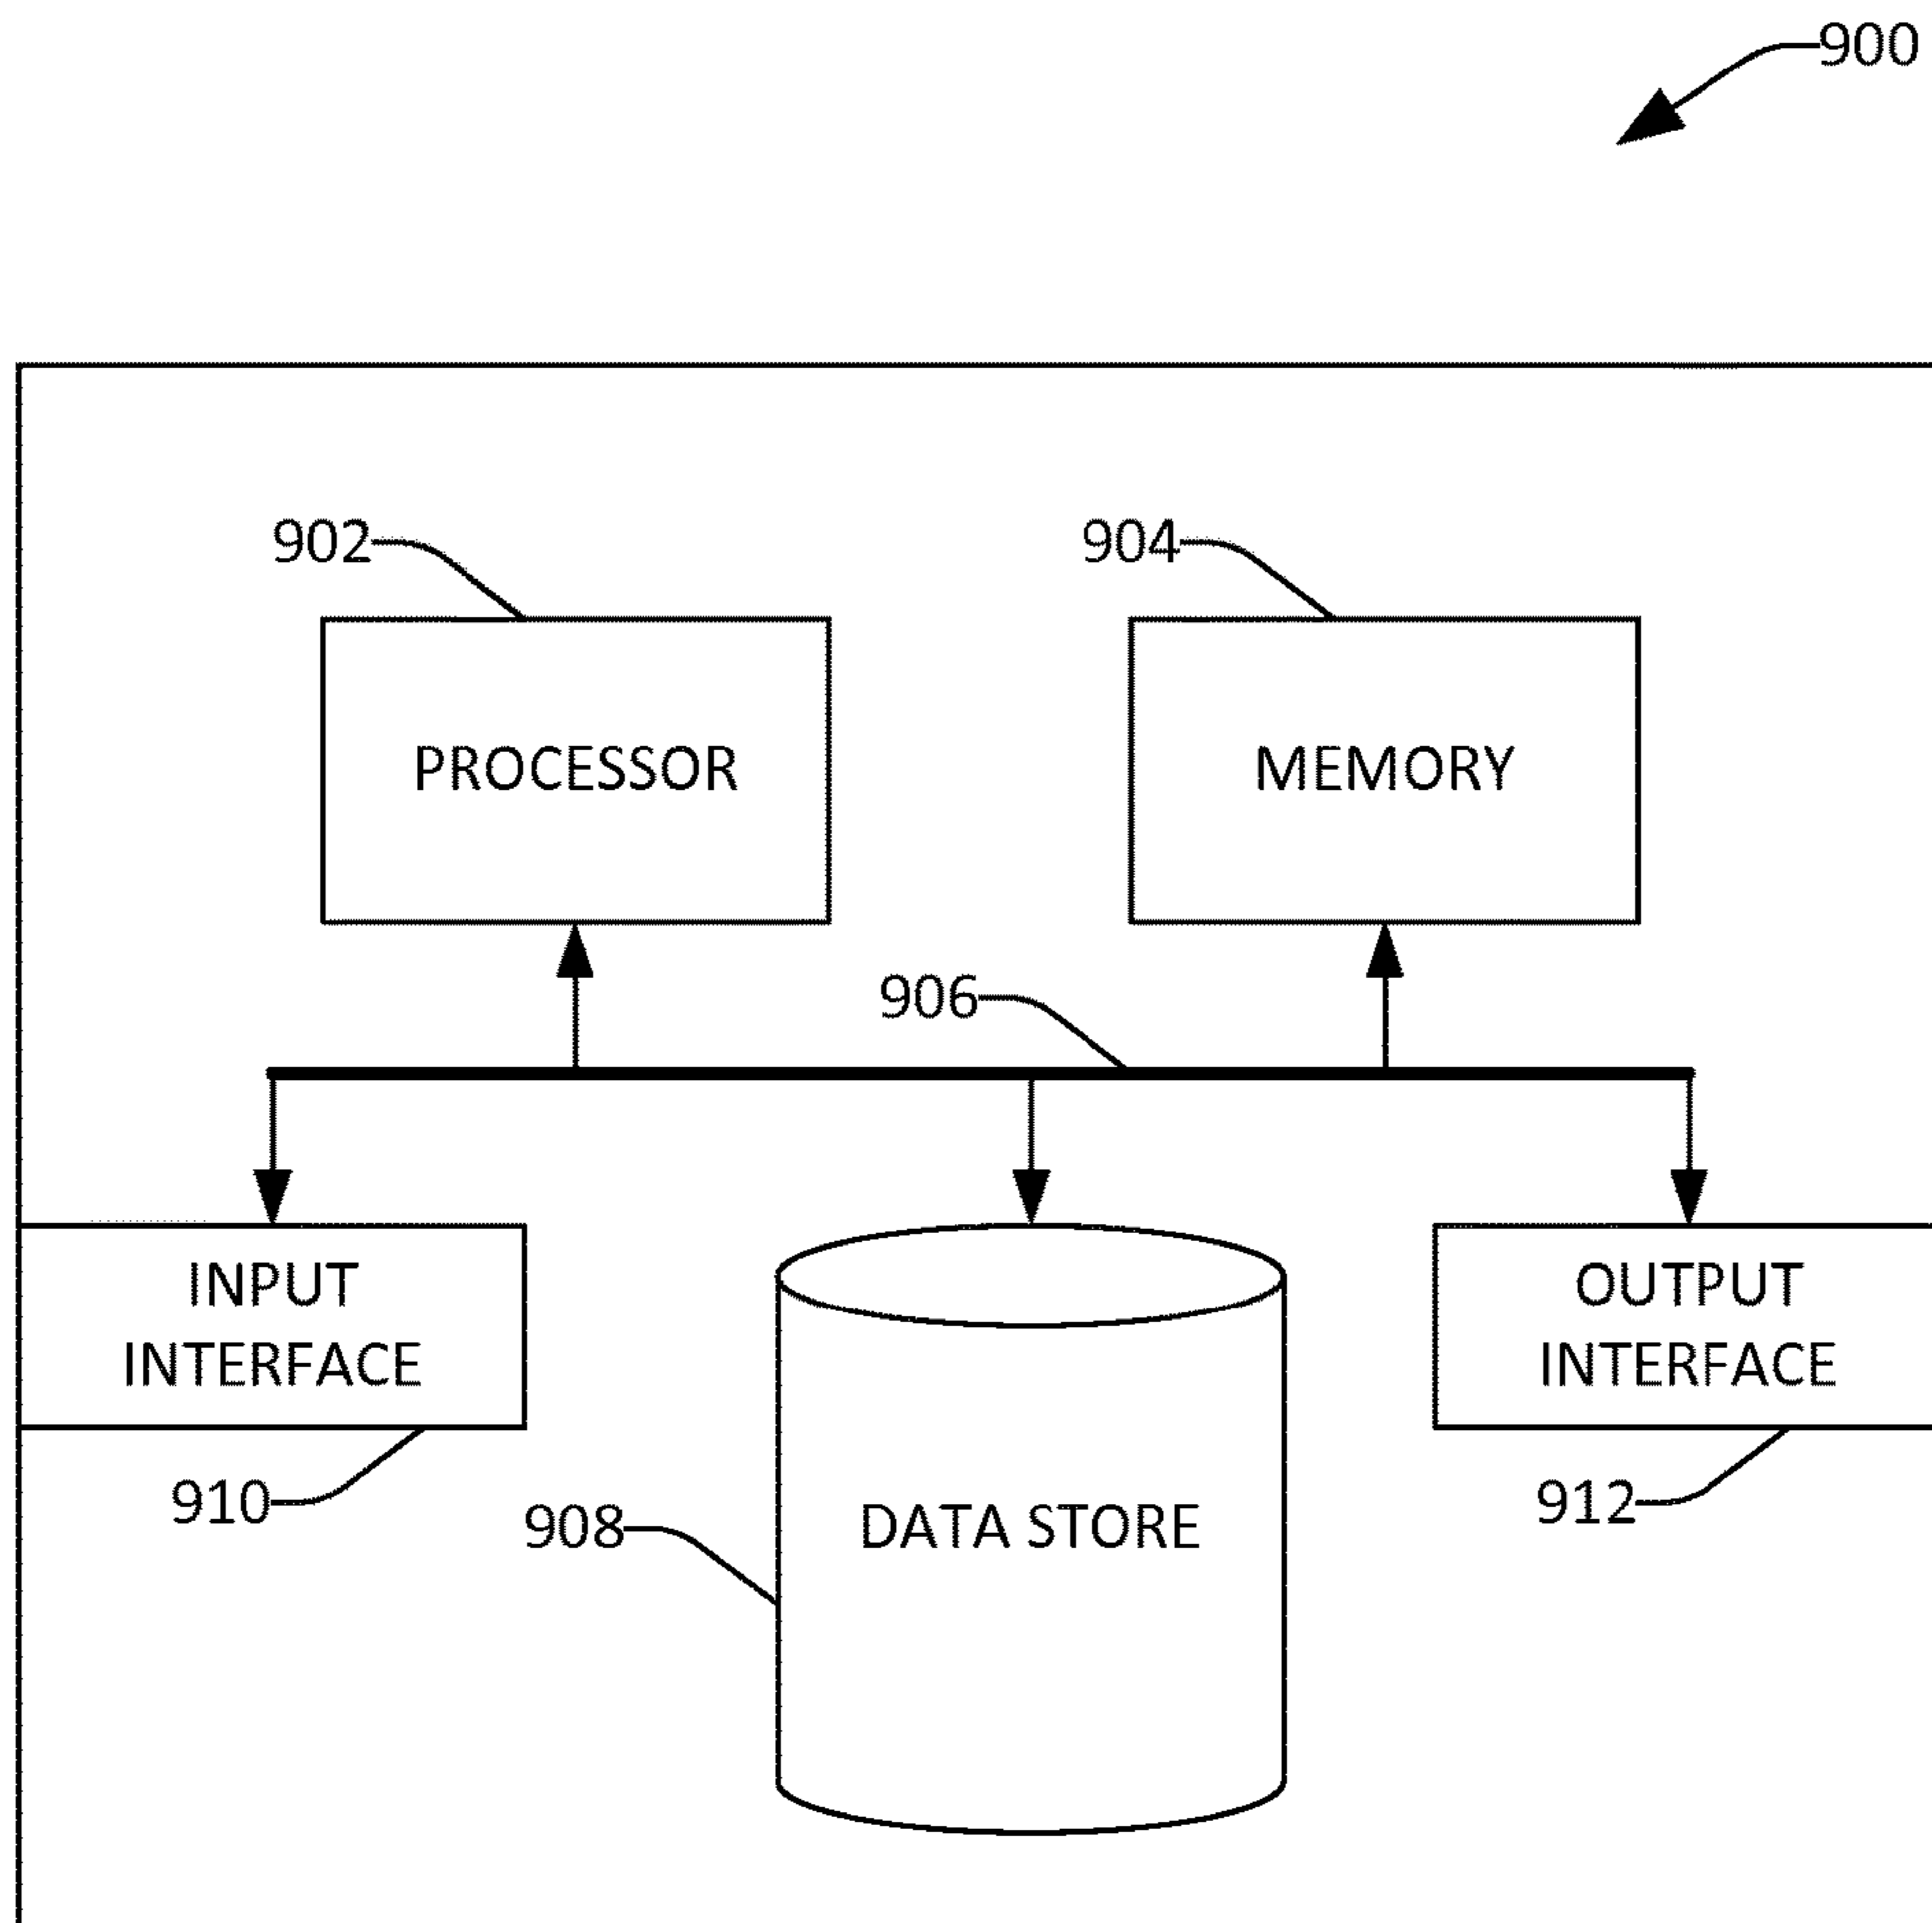 900
902
904
PROCESSOR
MEMORY
906
INPUT
INTERFACE
OUTPUT
INTERFACE
910
908
DATA STORE
912